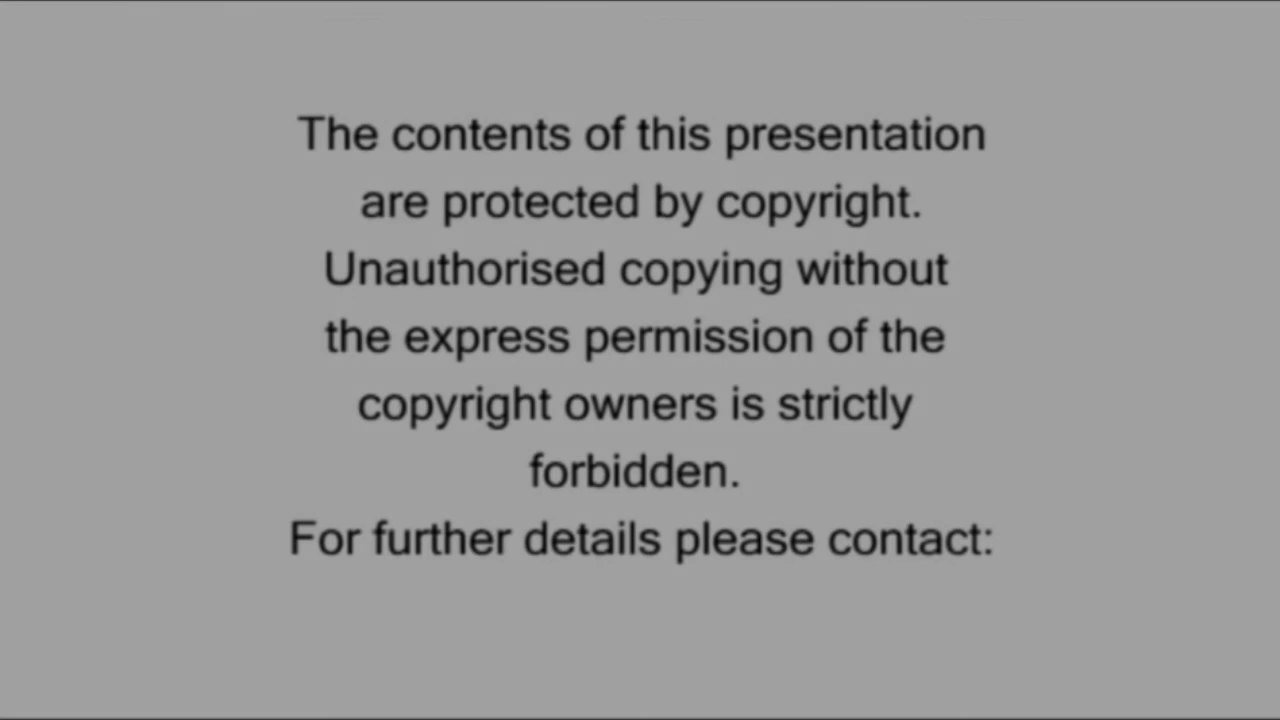 The contents of this presentation
are protected by copyright.
Unauthorised copying without
the express permission of the
copyright owners is strictly
forbidden.
For further details please contact: